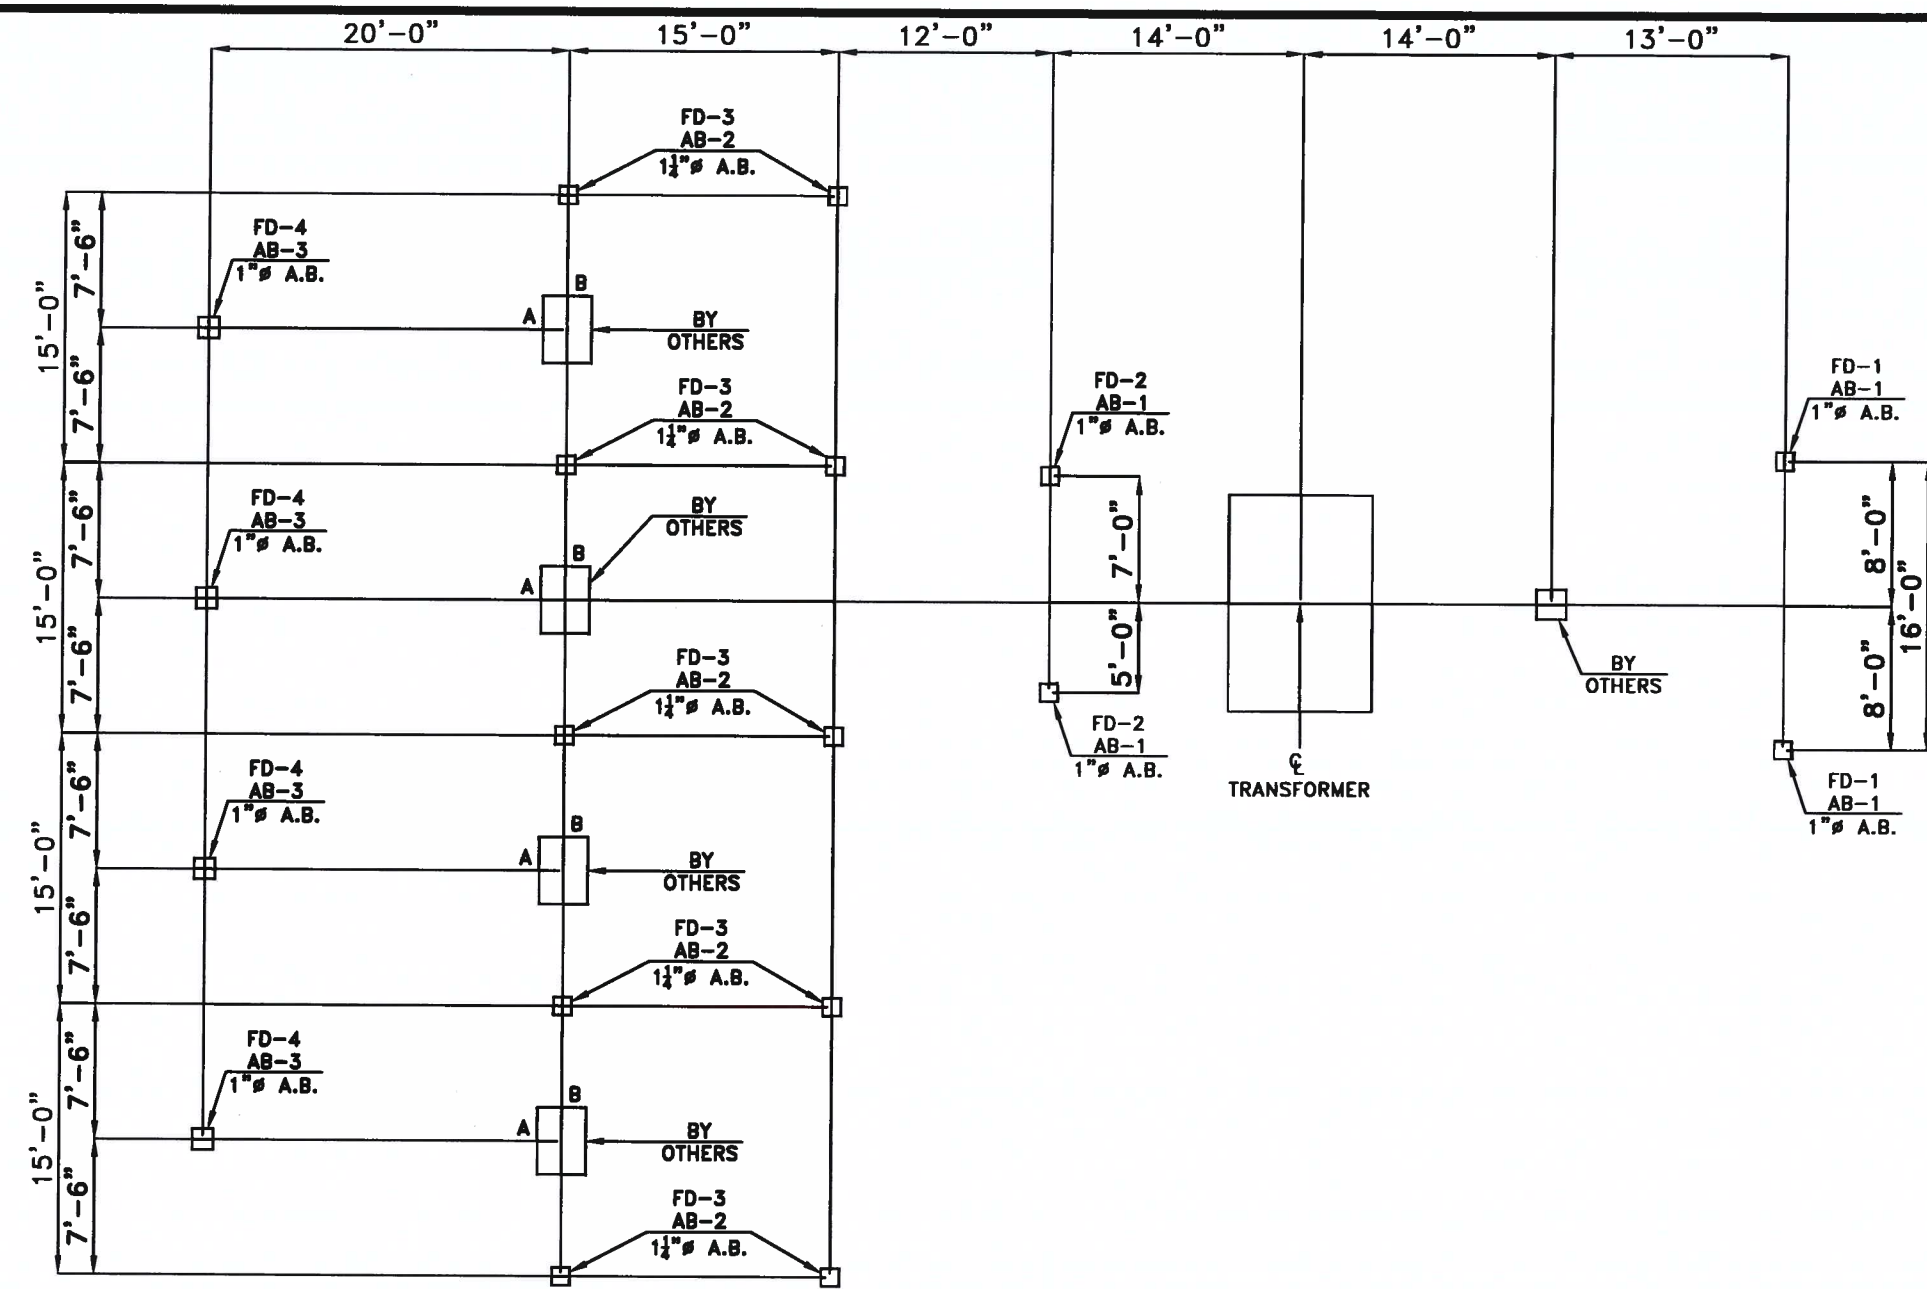 20'-0" 15'-0" 12'-0" 14'-0" 14'-0" 13'-0"
FD-3
AB-2
1¼"ø A.B.
FD-4
AB-3
1"ø A.B.
7'-6"
15'-0"
7'-6"
B
A
BY
OTHERS
FD-3
AB-2
1¼"ø A.B.
FD-2
AB-1
1"ø A.B.
FD-1
AB-1
1"ø A.B.
FD-4
AB-3
1"ø A.B.
7'-6"
15'-0"
7'-6"
B
A
BY
OTHERS
7'-0"
5'-0"
8'-0"
16'-0"
8'-0"
BY
OTHERS
FD-3
AB-2
1¼"ø A.B.
FD-2
AB-1
1"ø A.B.
℄
TRANSFORMER
FD-1
AB-1
1"ø A.B.
FD-4
AB-3
1"ø A.B.
7'-6"
15'-0"
7'-6"
B
A
BY
OTHERS
FD-3
AB-2
1¼"ø A.B.
FD-4
AB-3
1"ø A.B.
7'-6"
15'-0"
7'-6"
B
A
BY
OTHERS
FD-3
AB-2
1¼"ø A.B.